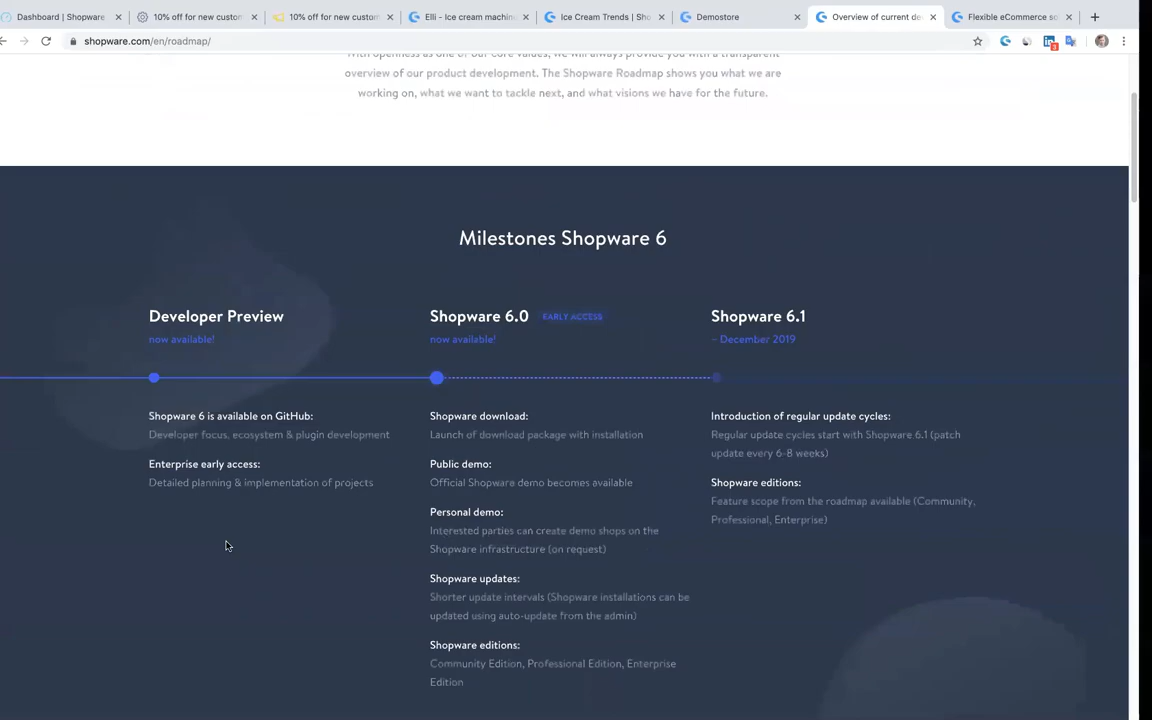 Dashboard | Shopware
10% off for new custom
10% off for new custom
Elli - Ice cream machine
Ice Cream Trends | Sho
Demostore
Overview of current de
Flexible eCommerce so
shopware.com/en/roadmap/
3
With openness as one of our core values, we will always provide you with a transparent
overview of our product development. The Shopware Roadmap shows you what we are
working on, what we want to tackle next, and what visions we have for the future.
Milestones Shopware 6
Developer Preview
now available!
Shopware 6 is available on GitHub:
Developer focus, ecosystem & plugin development
Enterprise early access:
Detailed planning & implementation of projects
Shopware 6.0 EARLY ACCESS
now available!
Shopware download:
Launch of download package with installation
Public demo:
Official Shopware demo becomes available
Personal demo:
Interested parties can create demo shops on the
Shopware infrastructure (on request)
Shopware updates:
Shorter update intervals (Shopware installations can be
updated using auto-update from the admin)
Shopware editions:
Community Edition, Professional Edition, Enterprise
Edition
Shopware 6.1
~ December 2019
Introduction of regular update cycles:
Regular update cycles start with Shopware 6.1 (patch
update every 6-8 weeks)
Shopware editions:
Feature scope from the roadmap available (Community,
Professional, Enterprise)